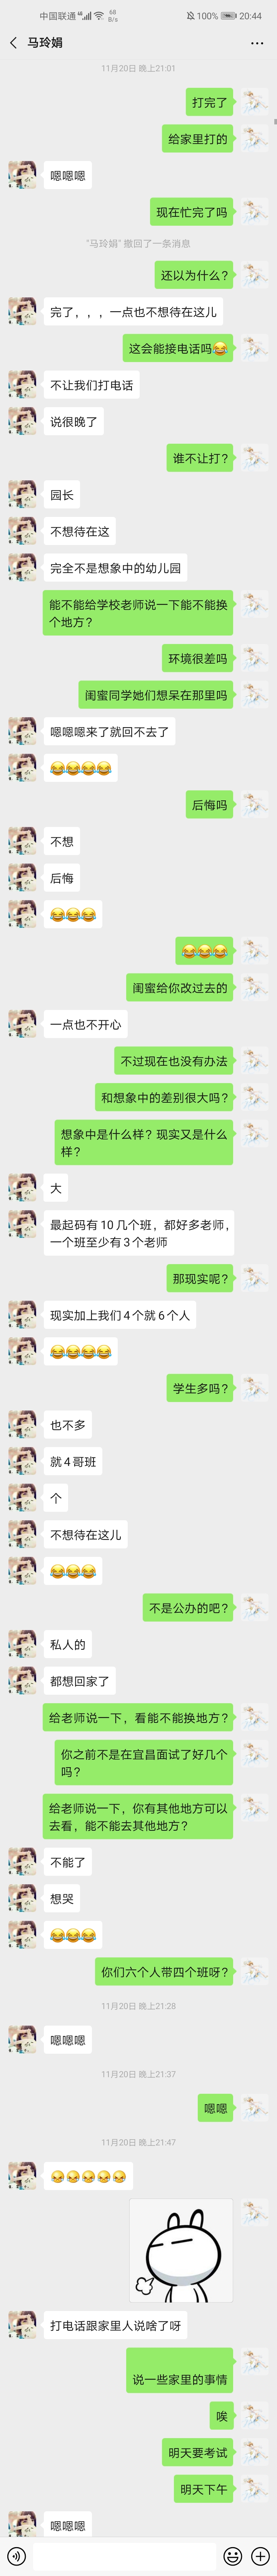 中国联通 4G 68 B/s 100% 20:44
马玲娟
11月20日 晚上21:01
打完了
给家里打的
嗯嗯嗯
现在忙完了吗
"马玲娟" 撤回了一条消息
还以为什么?
完了，，，一点也不想待在这儿
这会能接电话吗😂
不让我们打电话
说很晚了
谁不让打?
园长
不想待在这
完全不是想象中的幼儿园
能不能给学校老师说一下能不能换
个地方?
环境很差吗
闺蜜同学她们想呆在那里吗
嗯嗯嗯来了就回不去了
😂😂😂😂
后悔吗
不想
后悔
😂😂😂
😂😂😂
闺蜜给你改过去的
一点也不开心
不过现在也没有办法
和想象中的差别很大吗?
想象中是什么样? 现实又是什么
样?
大
最起码有10几个班，都好多老师，
一个班至少有3个老师
那现实呢?
现实加上我们4个就6个人
😂😂😂😂
学生多吗?
也不多
就4哥班
个
不想待在这儿
😂😂😂
不是公办的吧?
私人的
都想回家了
给老师说一下，看能不能换地方?
你之前不是在宜昌面试了好几个
吗?
给老师说一下，你有其他地方可以
去看，能不能去其他地方?
不能了
想哭
😂😂😂
你们六个人带四个班呀?
11月20日 晚上21:28
嗯嗯嗯
11月20日 晚上21:37
嗯嗯
11月20日 晚上21:47
😂😂😂😂😂
打电话跟家里人说啥了呀
说一些家里的事情
唉
明天要考试
明天下午
嗯嗯嗯